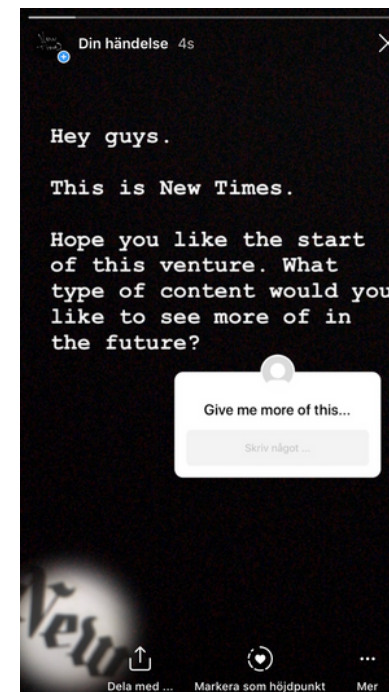 Din händelse 4s
Hey guys.
This is New Times.
Hope you like the start
of this venture. What
type of content would you
like to see more of in
the future?
Give me more of this...
Skriv något ...
New
Dela med ...
Markera som höjdpunkt
Mer